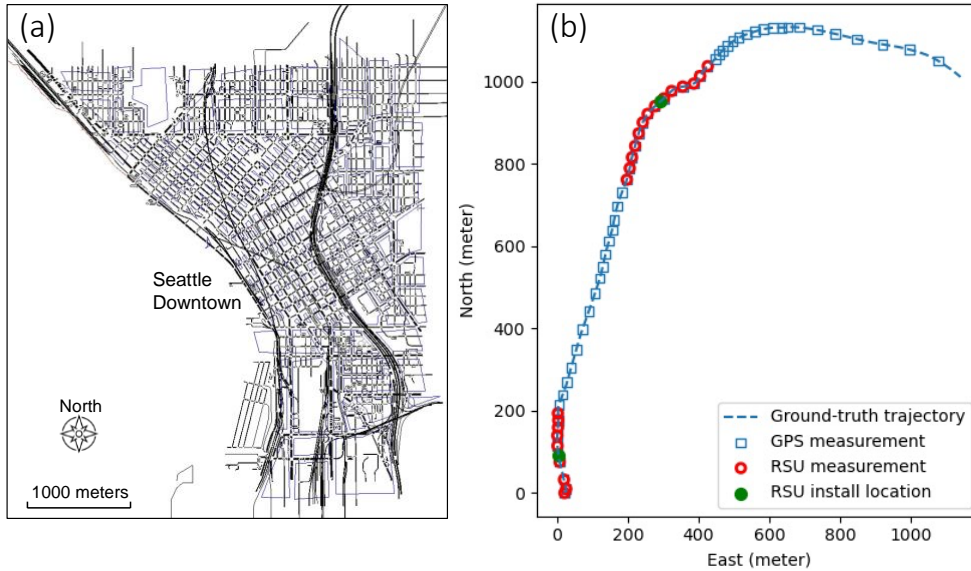 (a)
Seattle
Downtown
North
1000 meters
(b)
North (meter)
1000
800
600
400
200
0
Ground-truth trajectory
GPS measurement
RSU measurement
RSU install location
0 200 400 600 800 1000
East (meter)